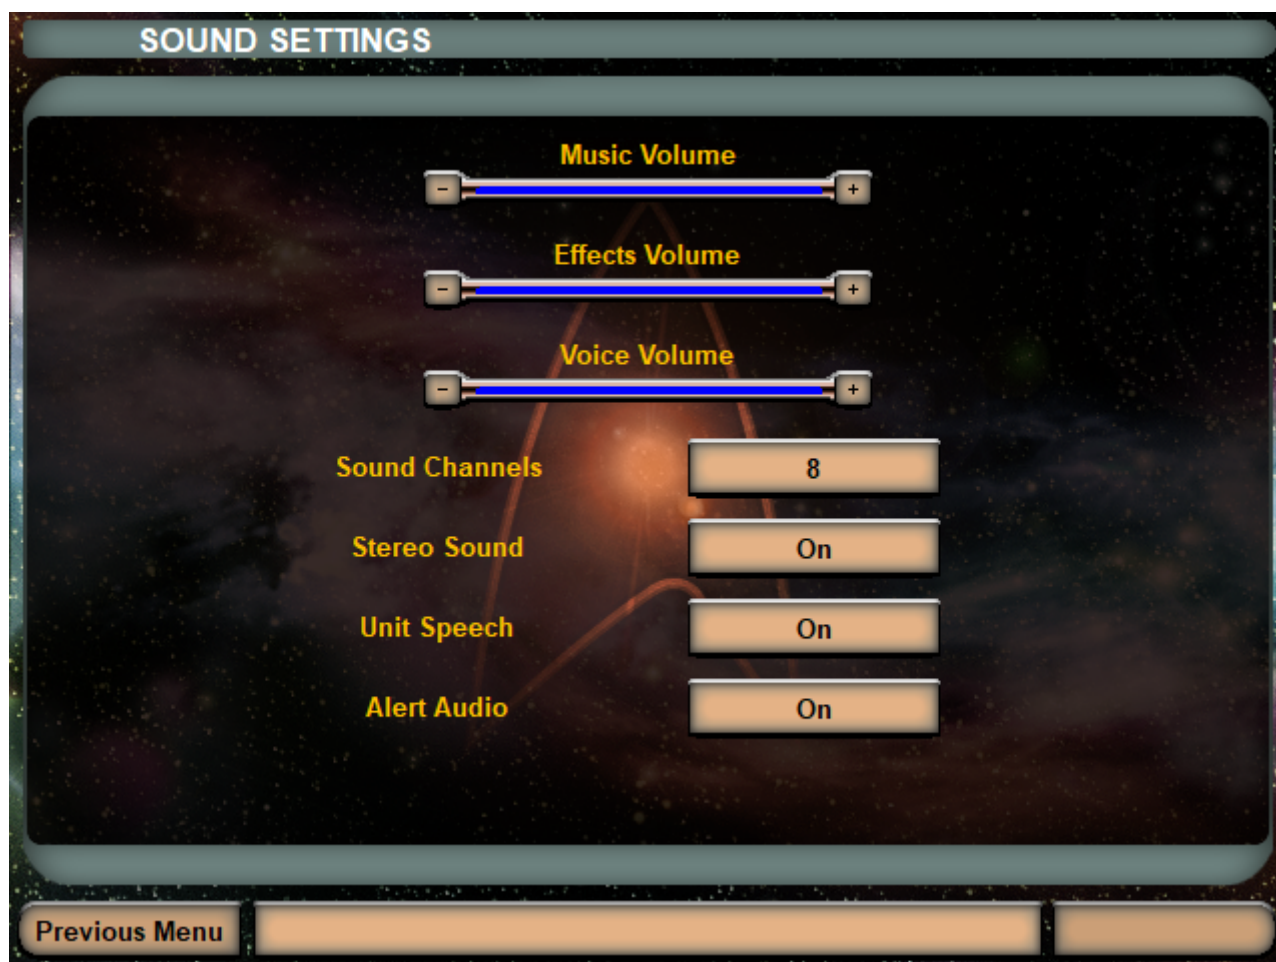 SOUND SETTINGS
Music Volume
- +
Effects Volume
- +
Voice Volume
- +
Sound Channels 8
Stereo Sound On
Unit Speech On
Alert Audio On
Previous Menu